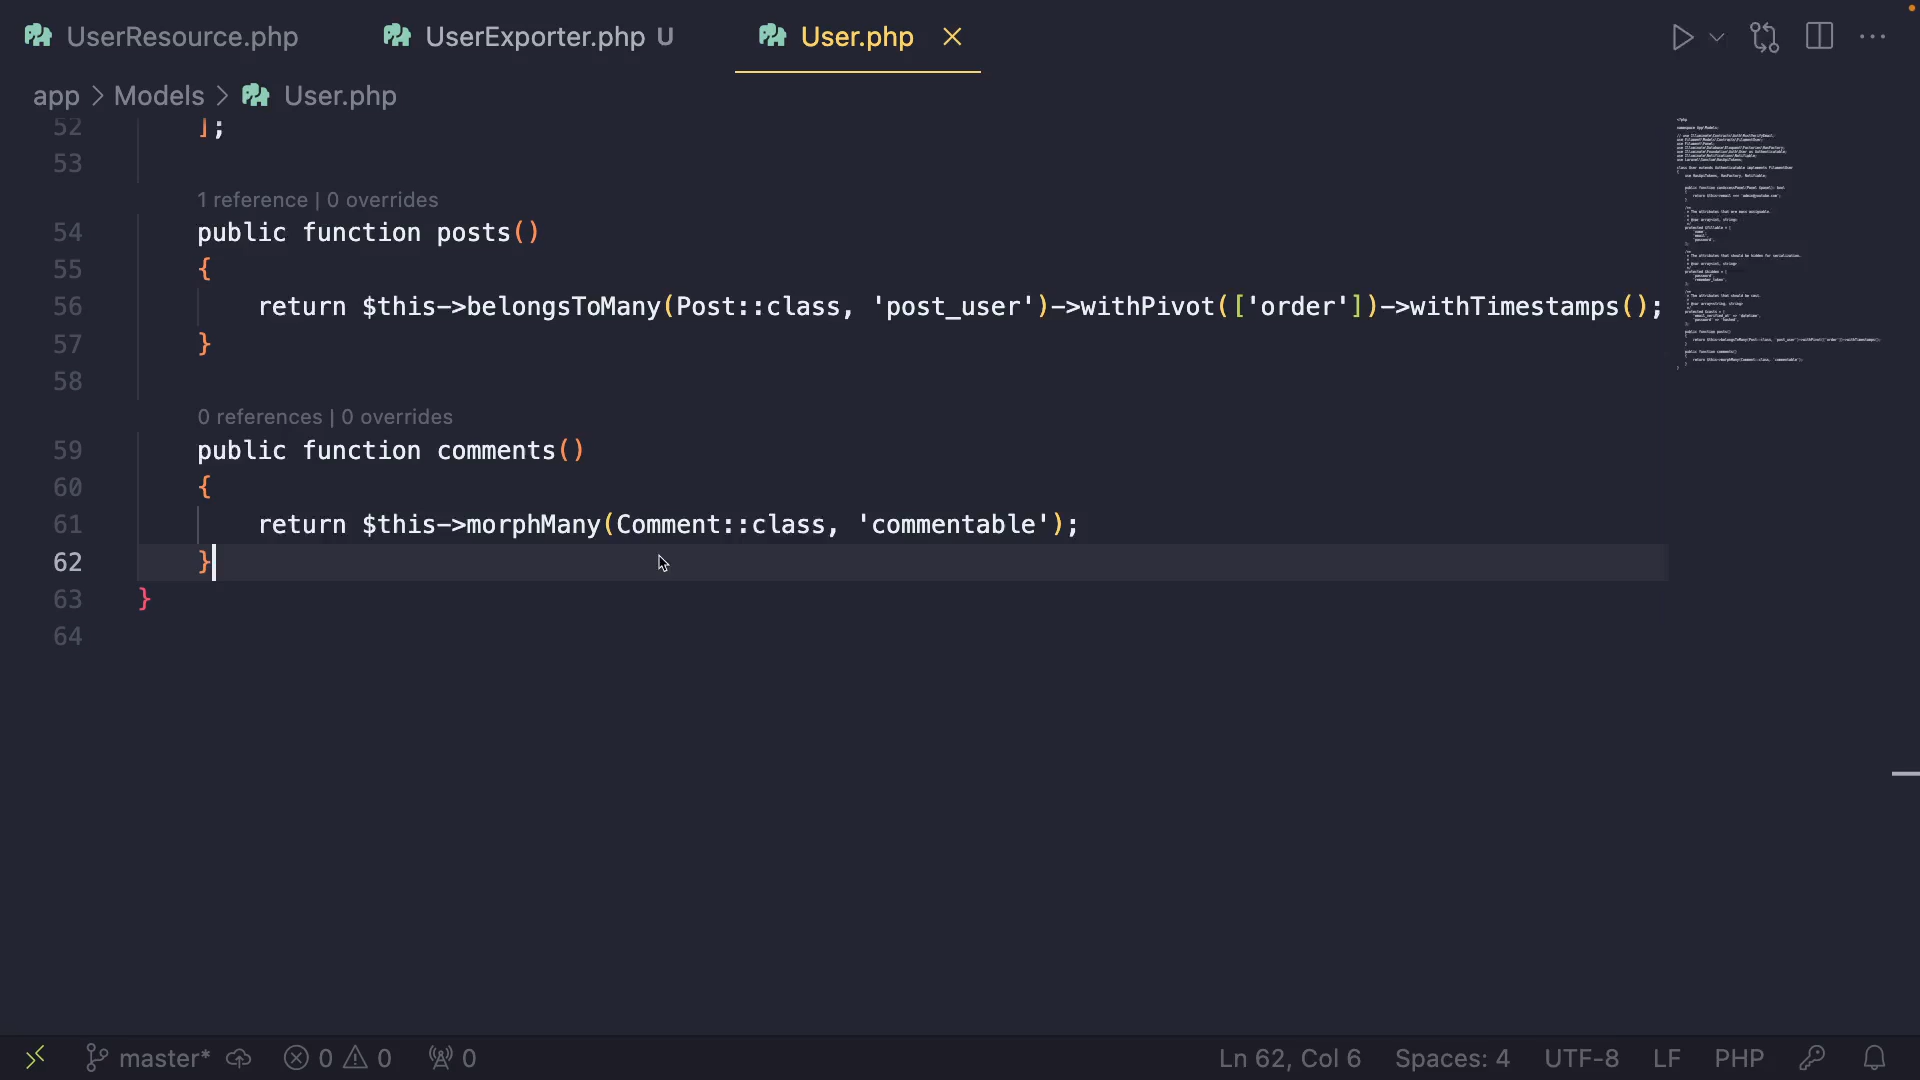 UserResource.php
UserExporter.php U
User.php
app > Models > User.php
52 ];
53
1 reference | 0 overrides
54 public function posts()
55 {
56 return $this->belongsToMany(Post::class, 'post_user')->withPivot(['order'])->withTimestamps();
57 }
58
0 references | 0 overrides
59 public function comments()
60 {
61 return $this->morphMany(Comment::class, 'commentable');
62 }
63 }
64
master* 0 0 0 Ln 62, Col 6 Spaces: 4 UTF-8 LF PHP